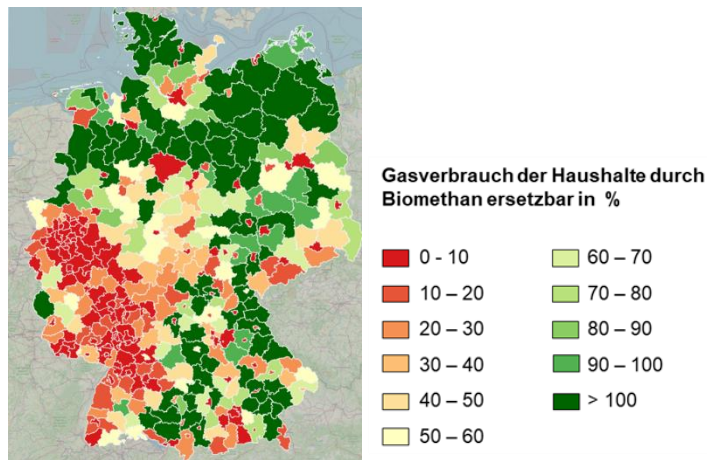 Gasverbrauch der Haushalte durch
Biomethan ersetzbar in %
0 - 10
10 – 20
20 – 30
30 – 40
40 – 50
50 – 60
60 – 70
70 – 80
80 – 90
90 – 100
> 100